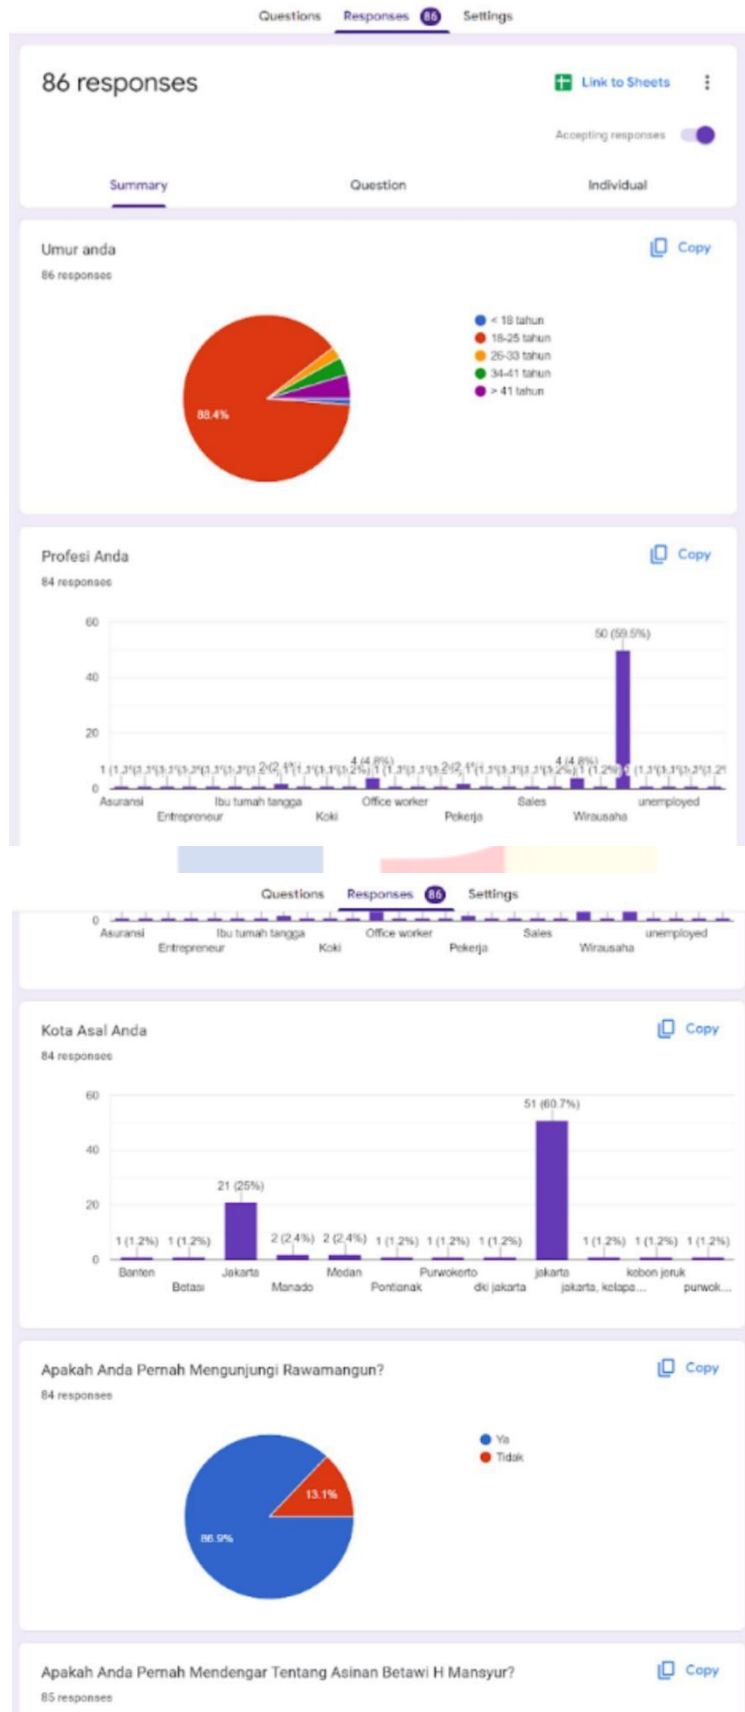 Questions Responses 86 Settings
86 responses
Link to Sheets
Accepting responses
Summary Question Individual
Umur anda
Copy
86 responses
< 18 tahun
18-25 tahun
26-33 tahun
34-41 tahun
> 41 tahun
88.4%
Profesi Anda
Copy
84 responses
60
50 (59.5%)
40
20
4 (4.8%) 4 (4.8%)
0
Asuransi Ibu tumah tangga Office worker Sales unemployed
Entrepreneur Koki Pekerja Wirausaha
Questions Responses 86 Settings
0
Asuransi Ibu tumah tangga Office worker Sales unemployed
Entrepreneur Koki Pekerja Wirausaha
Kota Asal Anda
Copy
84 responses
60
51 (60.7%)
40
21 (25%)
20
1 (1.2%) 1 (1.2%) 2 (2.4%) 2 (2.4%) 1 (1.2%) 1 (1.2%) 1 (1.2%) 1 (1.2%) 1 (1.2%) 1 (1.2%)
0
Banten Jakarta Medan Purwokerto jakarta kebon jeruk
Manado Pontianak dki jakarta jakarta, kelapa... purwok...
Apakah Anda Pernah Mengunjungi Rawamangun?
Copy
84 responses
Ya
Tidak
13.1%
86.9%
Apakah Anda Pernah Mendengar Tentang Asinan Betawi H Mansyur?
Copy
85 responses